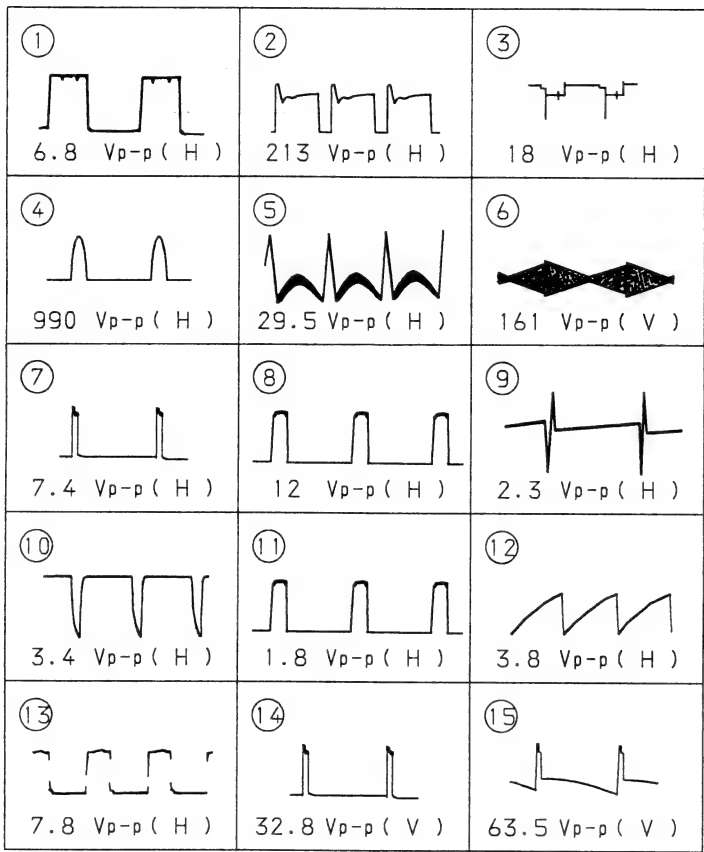 ① ② ③
6.8 Vp-p ( H ) 213 Vp-p ( H ) 18 Vp-p ( H )
④ ⑤ ⑥
990 Vp-p ( H ) 29.5 Vp-p ( H ) 161 Vp-p ( V )
⑦ ⑧ ⑨
7.4 Vp-p ( H ) 12 Vp-p ( H ) 2.3 Vp-p ( H )
⑩ ⑪ ⑫
3.4 Vp-p ( H ) 1.8 Vp-p ( H ) 3.8 Vp-p ( H )
⑬ ⑭ ⑮
7.8 Vp-p ( H ) 32.8 Vp-p ( V ) 63.5 Vp-p ( V )